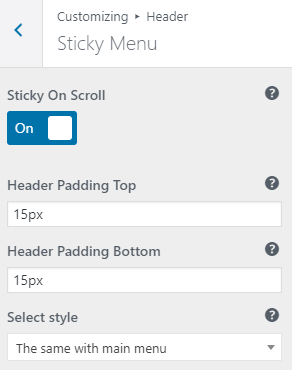 Customizing ▸ Header
Sticky Menu
Sticky On Scroll
On
Header Padding Top
15px
Header Padding Bottom
15px
Select style
The same with main menu